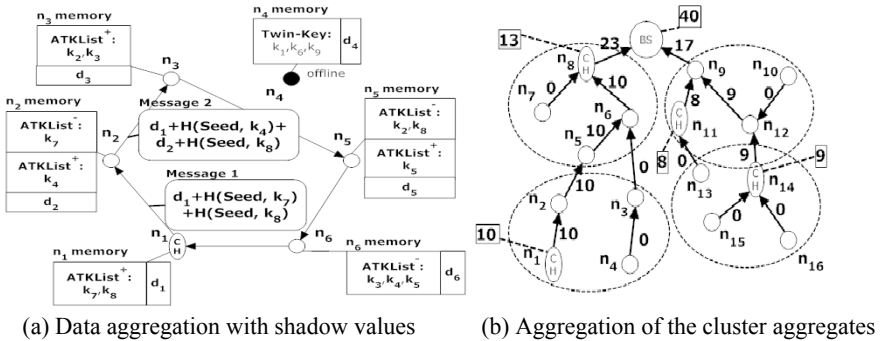 n3 memory
ATKList+:
k2,k3
d3
n3
n4 memory
Twin-Key:
k1,k6,k9
d4
offline
n4
n2 memory
ATKList-:
k7
ATKList+:
k4
d2
n2
Message 2
d1+H(Seed, k4)+
d2+H(Seed, k8)
n5 memory
ATKList-:
k2,k8
ATKList+:
k5
d5
n5
Message 1
d1+H(Seed, k7)
+H(Seed, k8)
n1
CH
n6
n1 memory
ATKList+:
k7,k8
d1
n6 memory
ATKList-:
k3,k4,k5
d6
(a) Data aggregation with shadow values
b)
40
BS
13
23
17
n8
CH
n9
n10
n7
0
10
n6
8
9
0
CH
n11
n12
n5
10
8
0
n13
9
9
CH
n14
10
0
n2
n3
10
10
0
n1
CH
n4
0
0
n15
n16
(b) Aggregation of the cluster aggregates